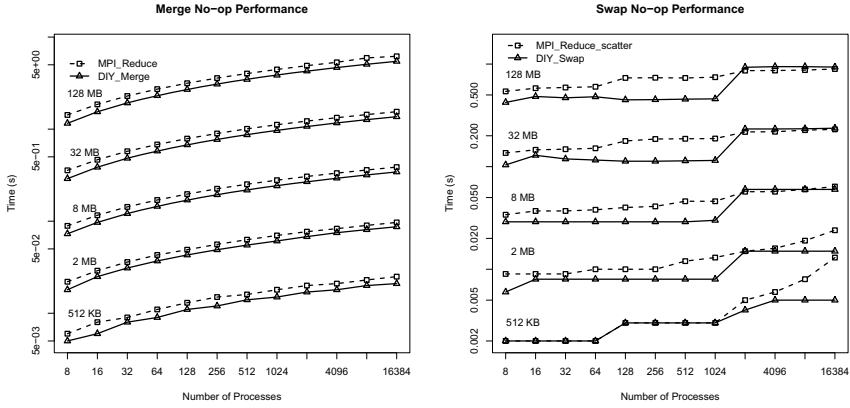 Merge No−op Performance
MPI_Reduce
DIY_Merge
128 MB
32 MB
8 MB
2 MB
512 KB
Time (s)
5e+00
5e−01
5e−02
5e−03
8 16 32 64 128 256 512 1024 4096 16384
Number of Processes
Swap No−op Performance
MPI_Reduce_scatter
DIY_Swap
128 MB
32 MB
8 MB
2 MB
512 KB
Time (s)
0.500
0.200
0.050
0.020
0.005
0.002
8 16 32 64 128 256 512 1024 4096 16384
Number of Processes